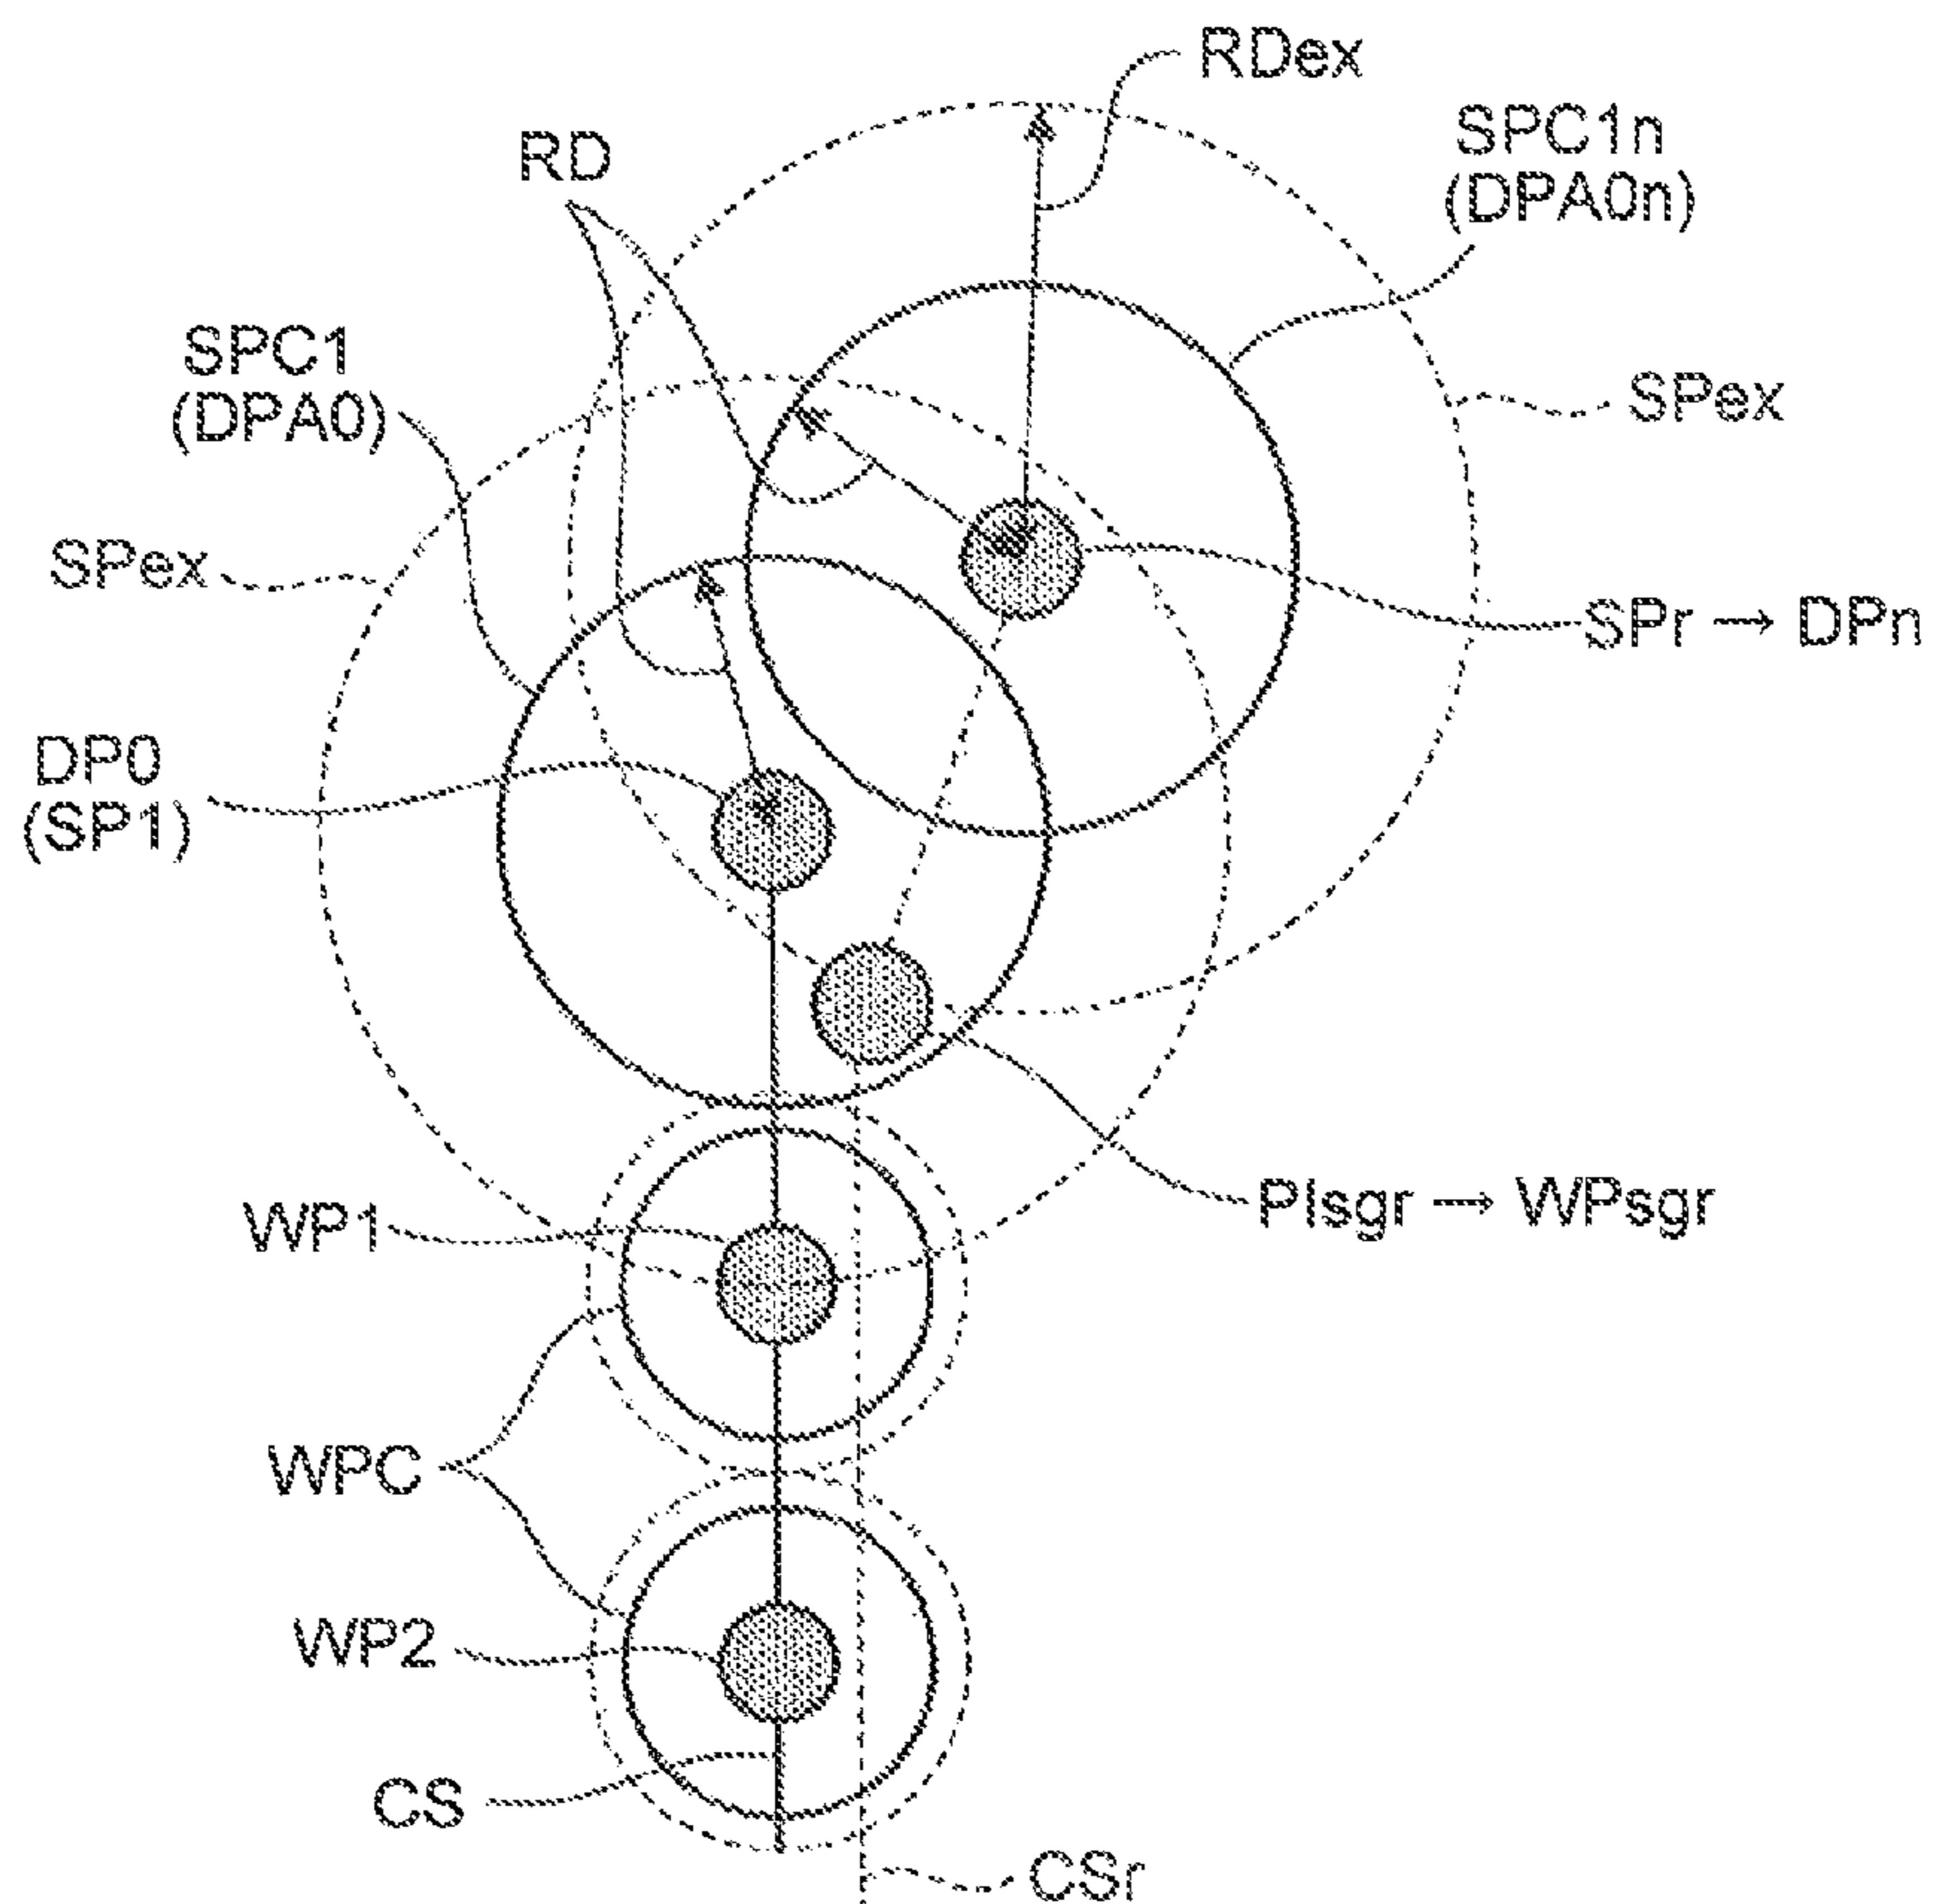 RDex
SPC1n
(DPA0n)
RD
SPC1
(DPA0)
SPex
SPex
SPr → DPn
DP0
(SP1)
WP1
PIsgr → WPsgr
WPC
WP2
CS
CSr